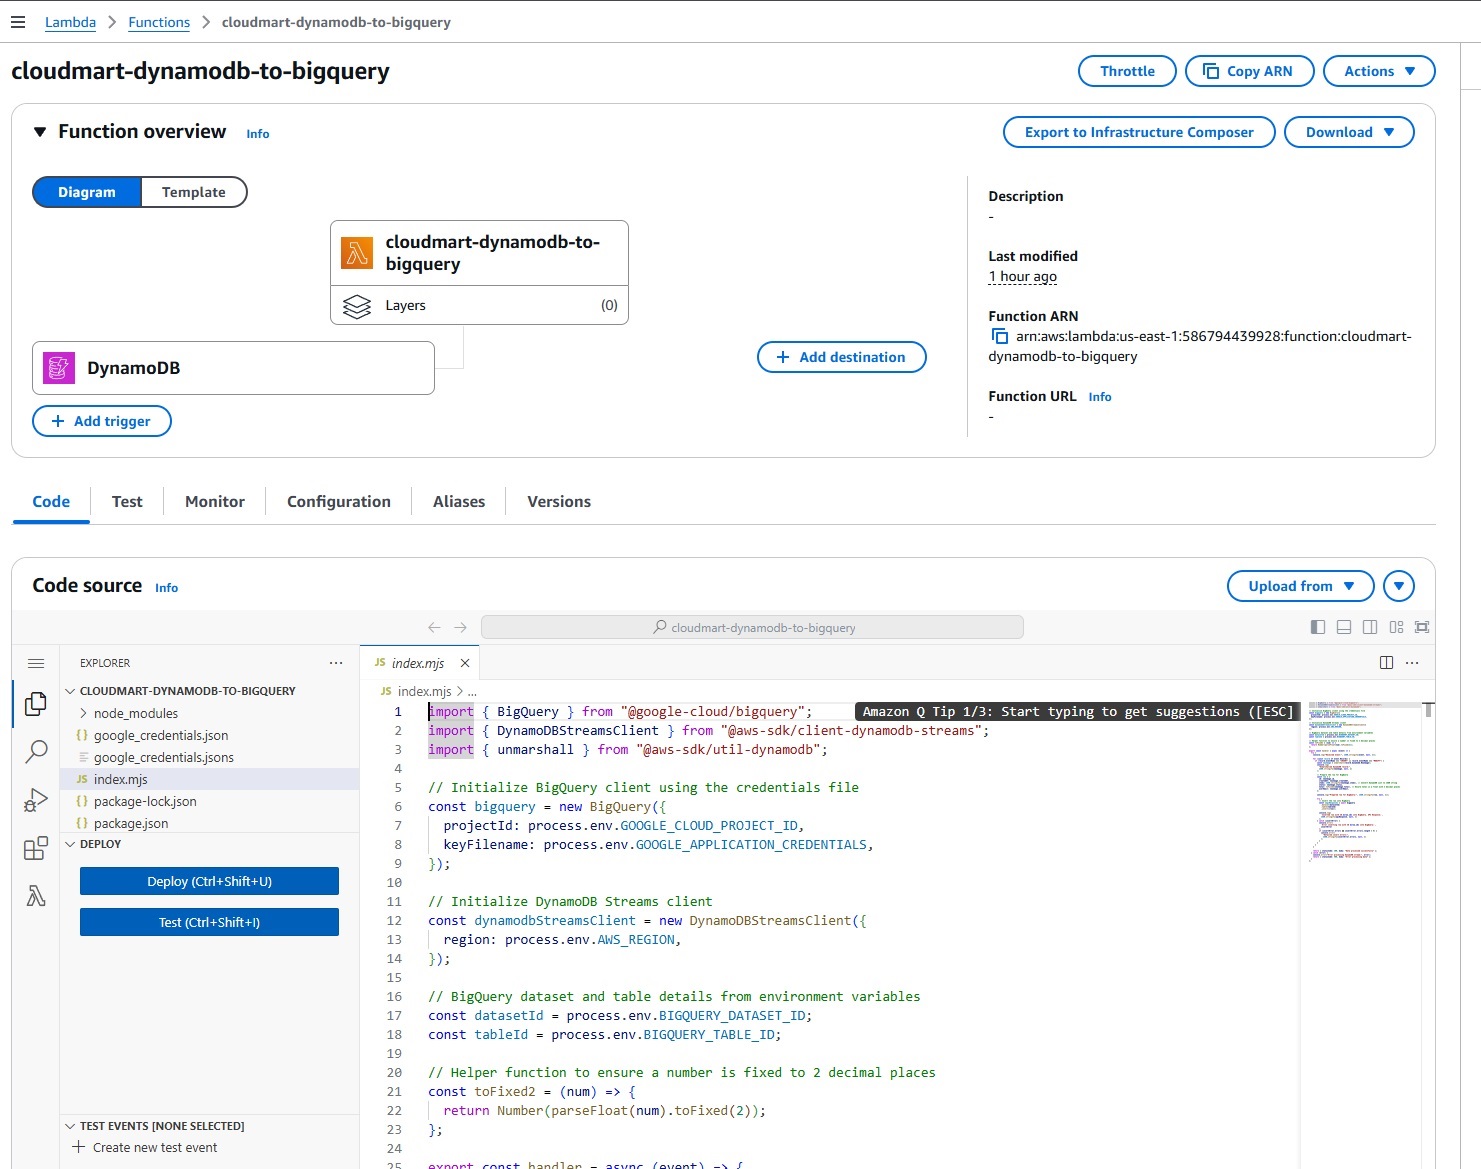 Lambda > Functions > cloudmart-dynamodb-to-bigquery
cloudmart-dynamodb-to-bigquery
Throttle
Copy ARN
Actions
Function overview Info
Export to Infrastructure Composer
Download
Diagram
Template
cloudmart-dynamodb-to-
bigquery
Layers (0)
DynamoDB
+ Add trigger
+ Add destination
Description
-
Last modified
1 hour ago
Function ARN
arn:aws:lambda:us-east-1:586794439928:function:cloudmart-
dynamodb-to-bigquery
Function URL Info
-
Code
Test
Monitor
Configuration
Aliases
Versions
Code source Info
Upload from
cloudmart-dynamodb-to-bigquery
EXPLORER
CLOUDMART-DYNAMODB-TO-BIGQUERY
node_modules
{} google_credentials.json
google_credentials.jsons
JS index.mjs
{} package-lock.json
{} package.json
DEPLOY
Deploy (Ctrl+Shift+U)
Test (Ctrl+Shift+I)
TEST EVENTS [NONE SELECTED]
+ Create new test event
JS index.mjs
JS index.mjs > ...
1 import { BigQuery } from "@google-cloud/bigquery";
Amazon Q Tip 1/3: Start typing to get suggestions ([ESC]
2 import { DynamoDBStreamsClient } from "@aws-sdk/client-dynamodb-streams";
3 import { unmarshall } from "@aws-sdk/util-dynamodb";
4
5 // Initialize BigQuery client using the credentials file
6 const bigquery = new BigQuery({
7 projectId: process.env.GOOGLE_CLOUD_PROJECT_ID,
8 keyFilename: process.env.GOOGLE_APPLICATION_CREDENTIALS,
9 });
10
11 // Initialize DynamoDB Streams client
12 const dynamodbStreamsClient = new DynamoDBStreamsClient({
13 region: process.env.AWS_REGION,
14 });
15
16 // BigQuery dataset and table details from environment variables
17 const datasetId = process.env.BIGQUERY_DATASET_ID;
18 const tableId = process.env.BIGQUERY_TABLE_ID;
19
20 // Helper function to ensure a number is fixed to 2 decimal places
21 const toFixed2 = (num) => {
22 return Number(parseFloat(num).toFixed(2));
23 };
24
25 export const handler = async (event) => {